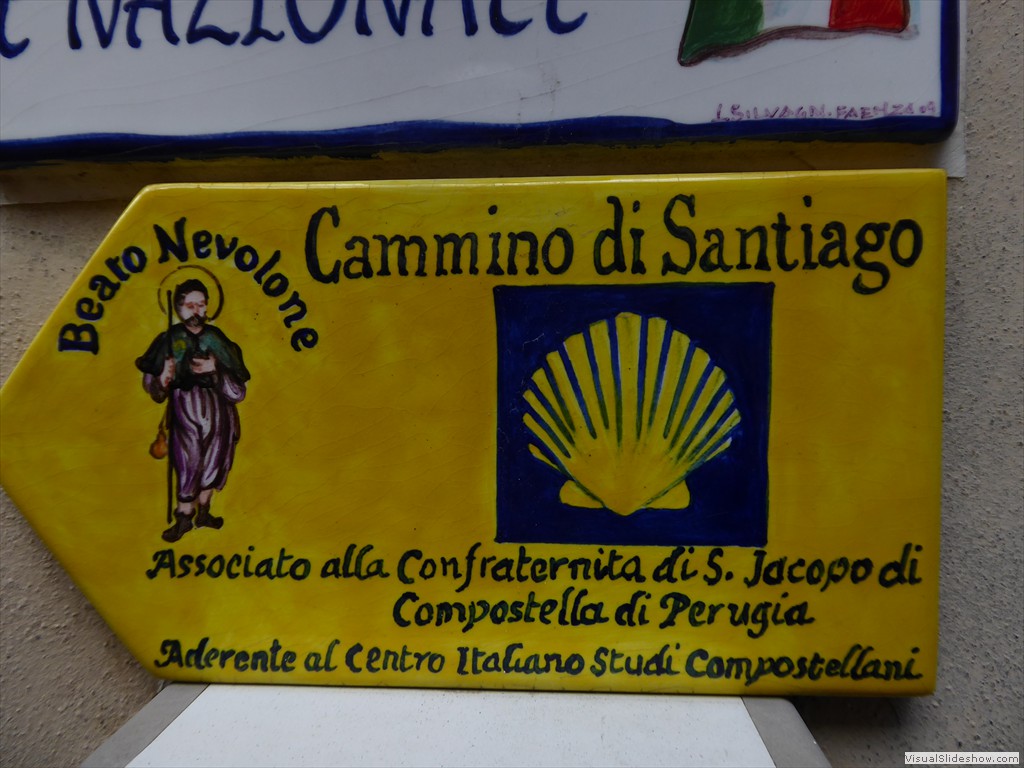 NAZIONALE
L. SILVAGNI. FAENZA
Beato Nevolone
Cammino di Santiago
Associato alla Confraternita di S. Jacopo di
Compostella di Perugia
Aderente al Centro Italiano Studi Compostellani
VisualSlideshow.com